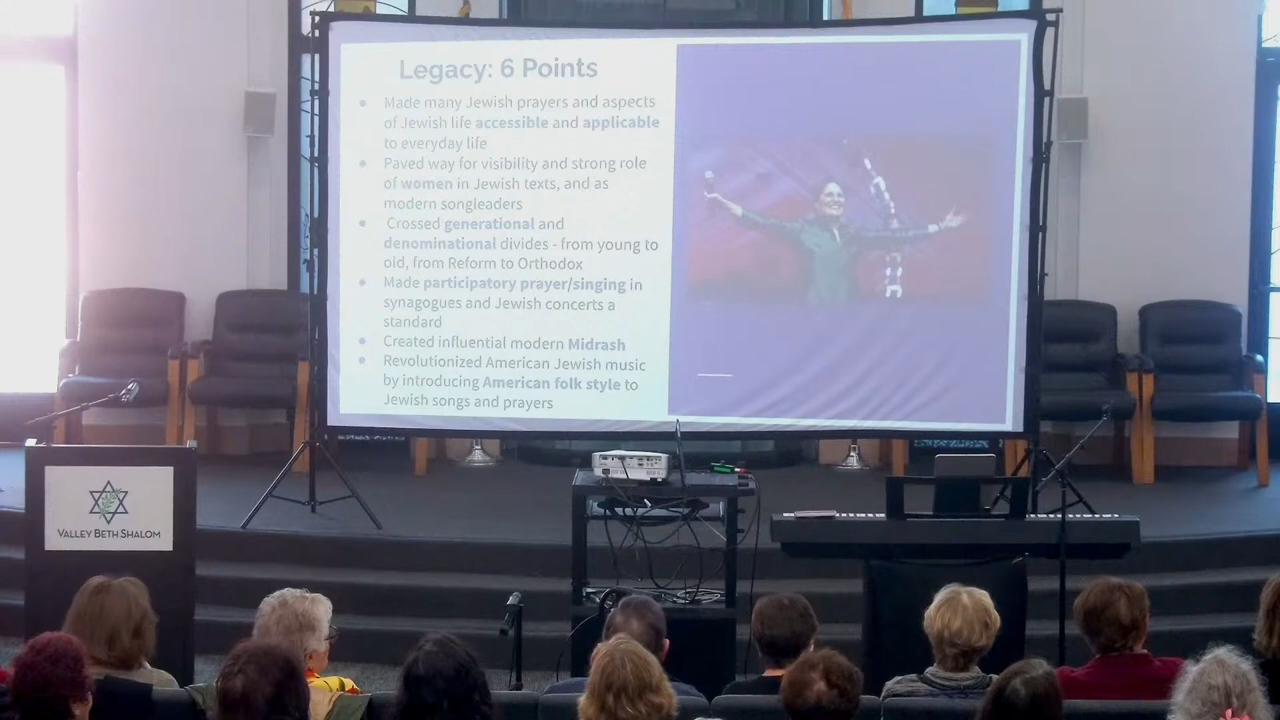 Legacy: 6 Points
● Made many Jewish prayers and aspects
of Jewish life accessible and applicable
to everyday life
● Paved way for visibility and strong role
of women in Jewish texts, and as
modern songleaders
● Crossed generational and
denominational divides - from young to
old, from Reform to Orthodox
● Made participatory prayer/singing in
synagogues and Jewish concerts a
standard
● Created influential modern Midrash
● Revolutionized American Jewish music
by introducing American folk style to
Jewish songs and prayers
VALLEY BETH SHALOM